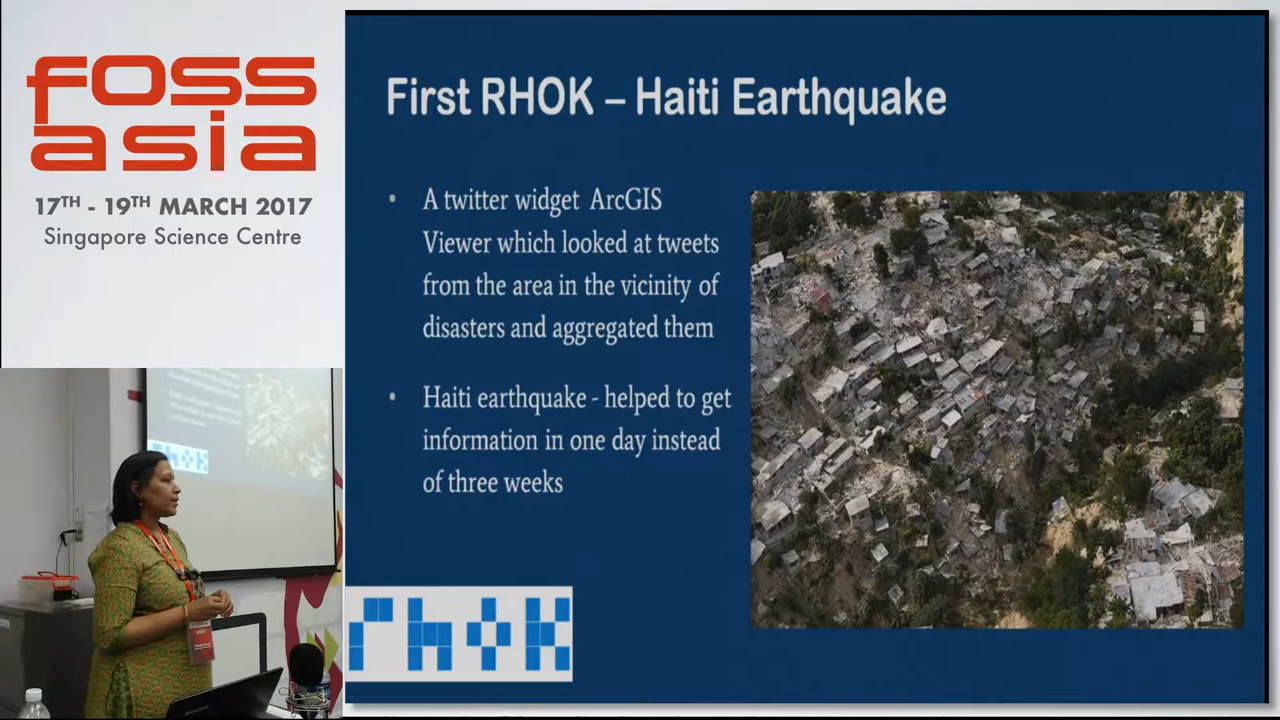 FOSS
asia
17TH - 19TH MARCH 2017
Singapore Science Centre
First RHOK – Haiti Earthquake
• A twitter widget ArcGIS
Viewer which looked at tweets
from the area in the vicinity of
disasters and aggregated them
• Haiti earthquake - helped to get
information in one day instead
of three weeks
rhok